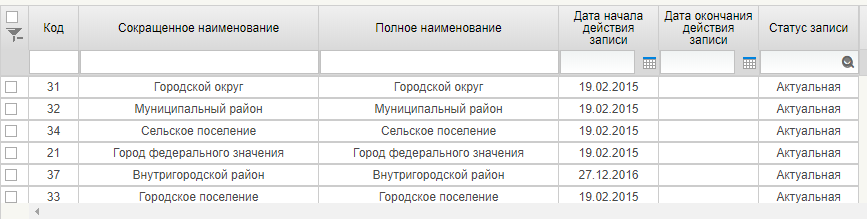 Код Сокращенное наименование Полное наименование Дата начала действия записи Дата окончания действия записи Статус записи
31 Городской округ Городской округ 19.02.2015 Актуальная
32 Муниципальный район Муниципальный район 19.02.2015 Актуальная
34 Сельское поселение Сельское поселение 19.02.2015 Актуальная
21 Город федерального значения Город федерального значения 19.02.2015 Актуальная
37 Внутригородской район Внутригородской район 27.12.2016 Актуальная
33 Городское поселение Городское поселение 19.02.2015 Актуальная